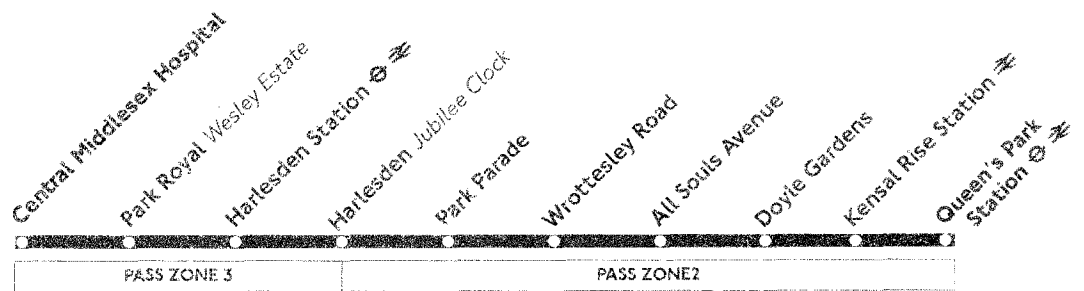 Central Middlesex Hospital
Park Royal Wesley Estate
Harlesden Station
Harlesden Jubilee Clock
Park Parade
Wrottesley Road
All Souls Avenue
Doyle Gardens
Kensal Rise Station
Queen's Park
Station
PASS ZONE 3
PASS ZONE2